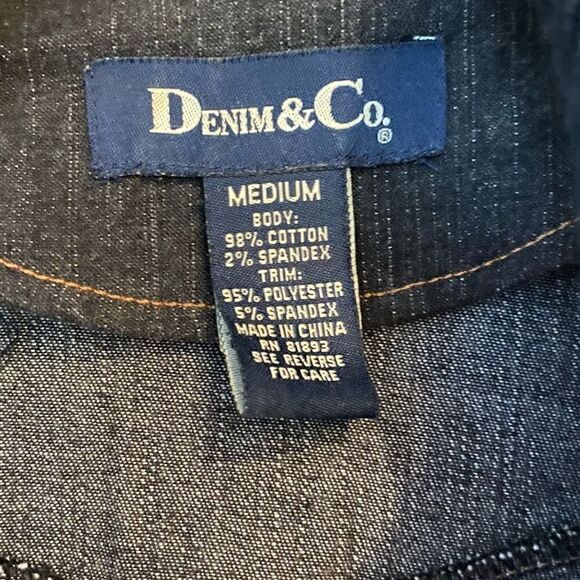 DENIM & CO.®
MEDIUM
BODY:
98% COTTON
2% SPANDEX
TRIM:
95% POLYESTER
5% SPANDEX
MADE IN CHINA
RN 81893
SEE REVERSE
FOR CARE